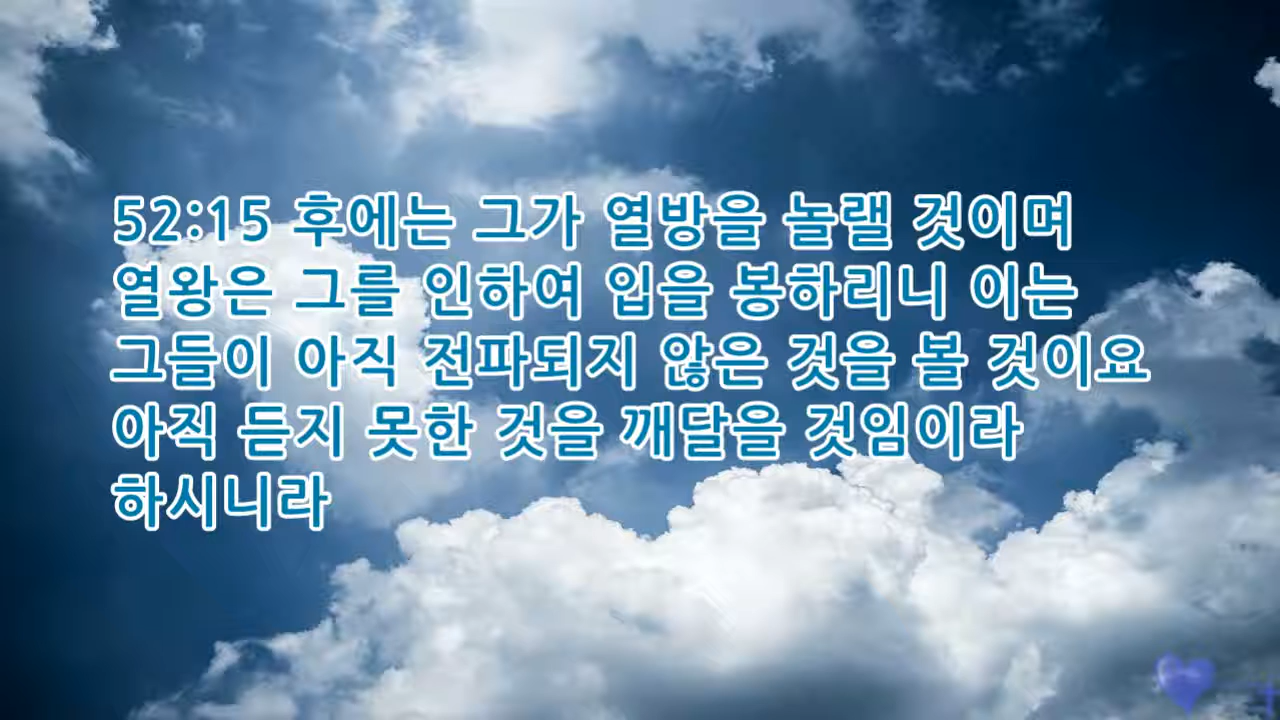 52:15 후에는 그가 열방을 놀랠 것이며
열왕은 그를 인하여 입을 봉하리니 이는
그들이 아직 전파되지 않은 것을 볼 것이요
아직 듣지 못한 것을 깨달을 것임이라
하시니라